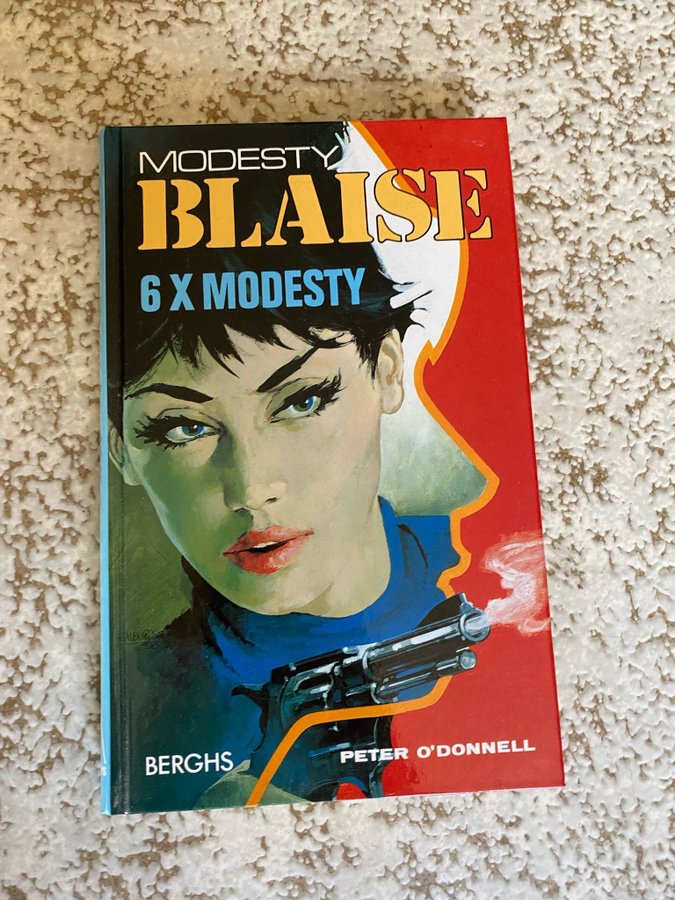 MODESTY
BLAISE
6 X MODESTY
BERGHS
PETER O'DONNELL